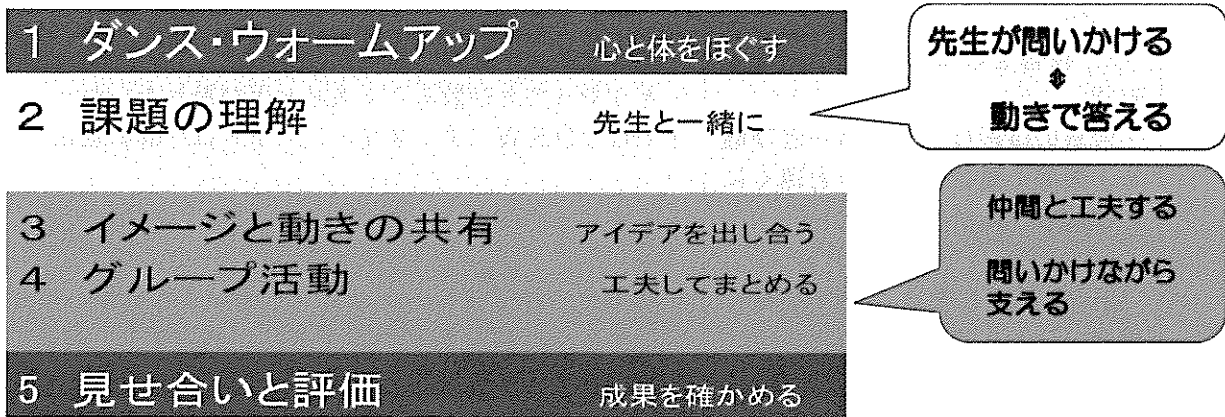 1 ダンス・ウォームアップ 心と体をほぐす
2 課題の理解 先生と一緒に
先生が問いかける
⇕
動きで答える
3 イメージと動きの共有 アイデアを出し合う
4 グループ活動 工夫してまとめる
仲間と工夫する
問いかけながら
支える
5 見せ合いと評価 成果を確かめる